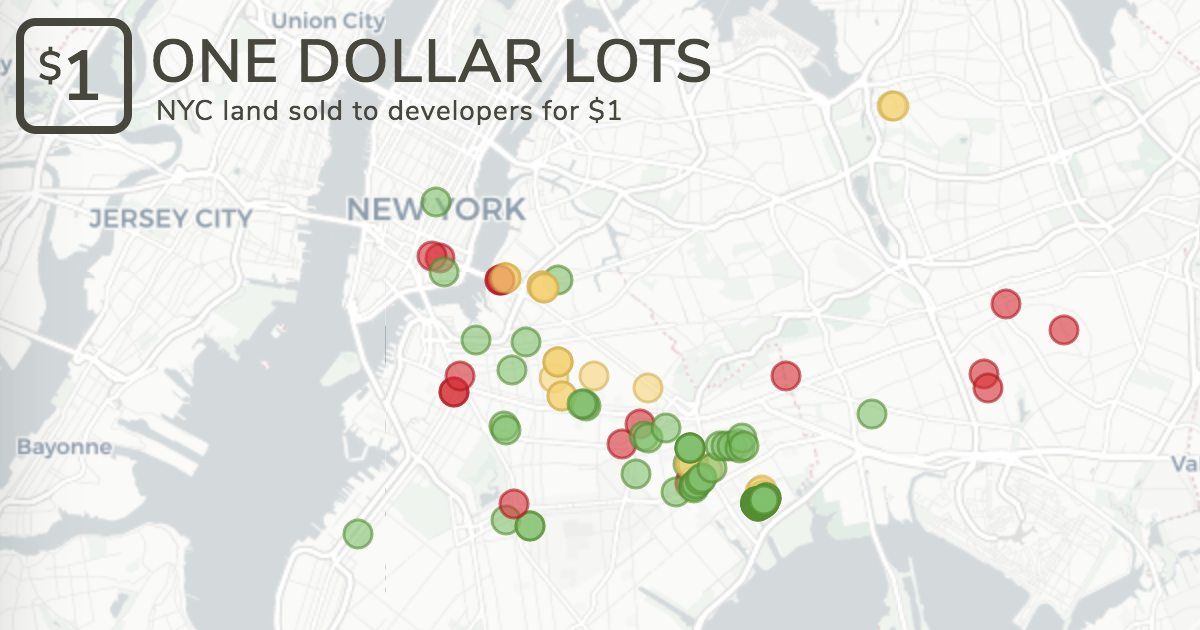 Union City
y
$1
ONE DOLLAR LOTS
NYC land sold to developers for $1
NEW YORK
JERSEY CITY
Bayonne
Va